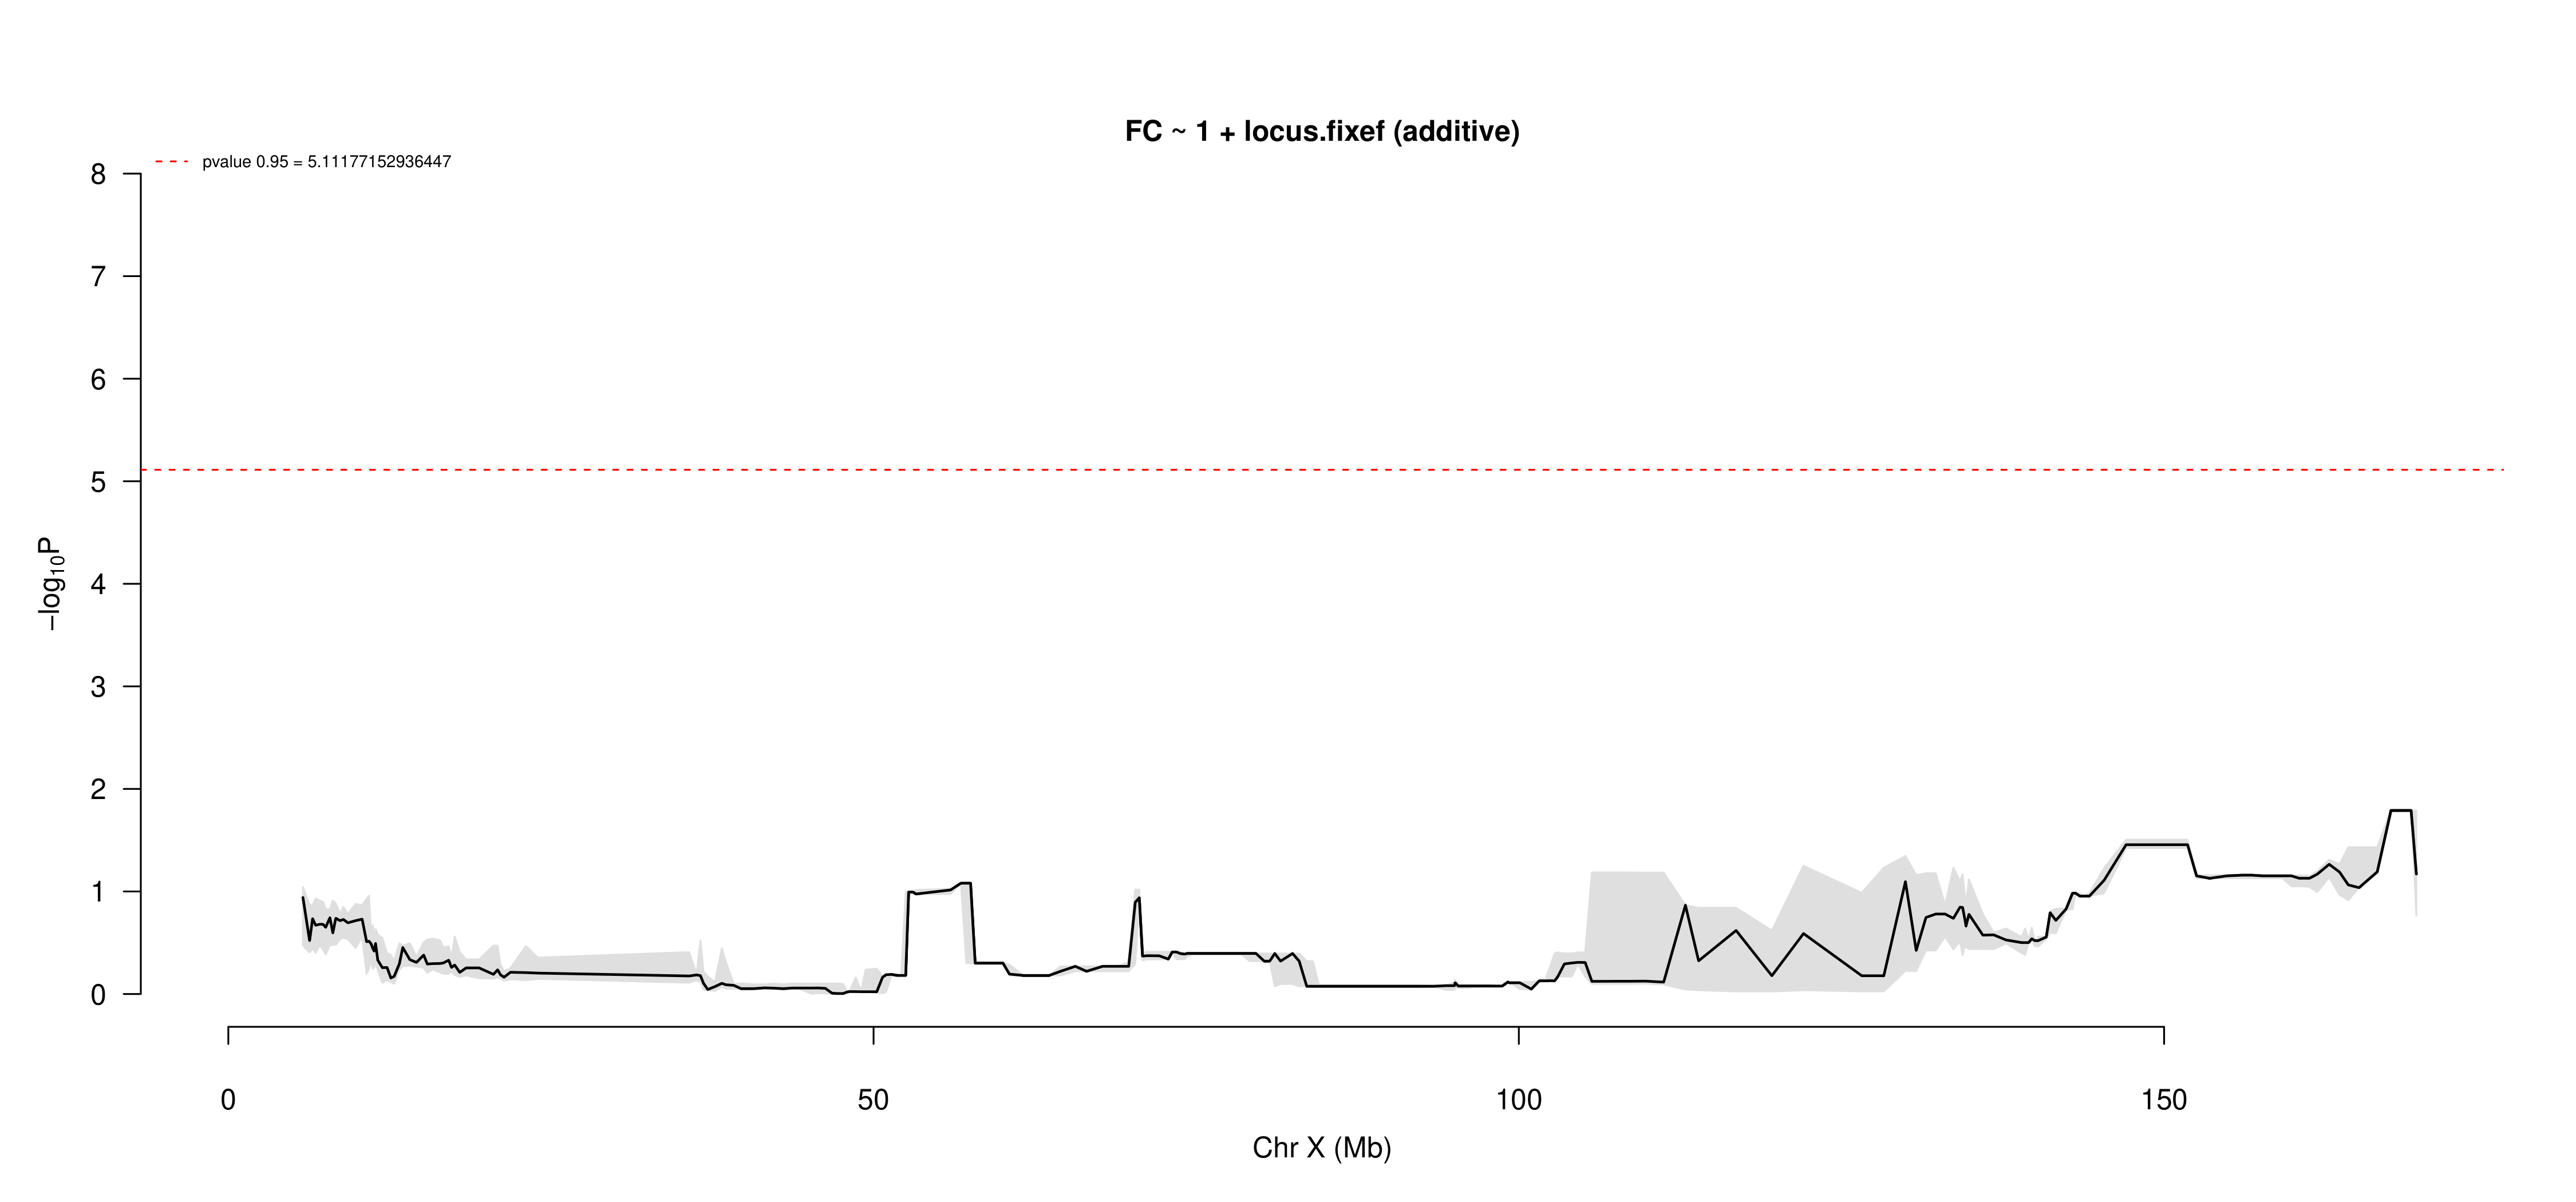 FC ~ 1 + locus.fixef (additive)
pvalue 0.95 = 5.11177152936447
8
7
6
5
4
3
2
1
0
−log10P
0 50 100 150
Chr X (Mb)